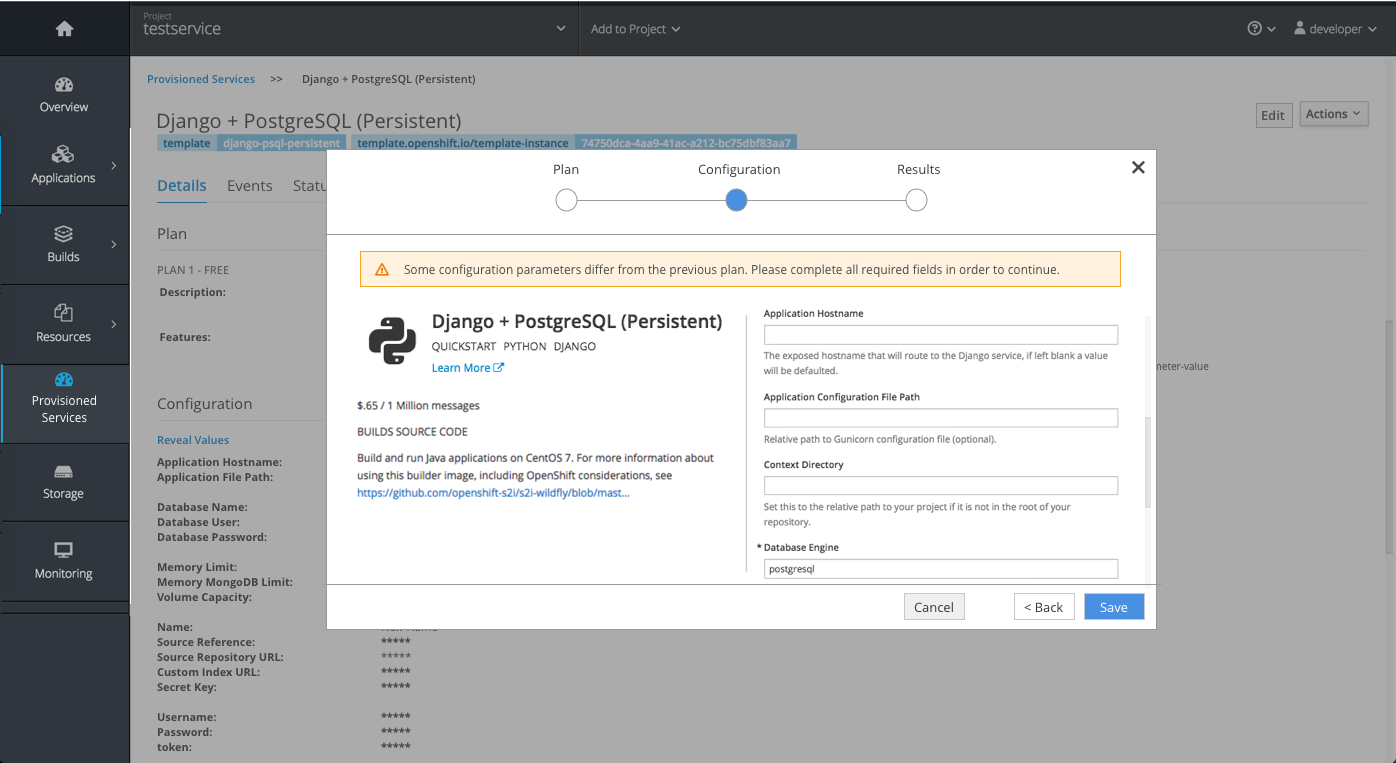 Project
testservice
Add to Project
developer
Overview
Applications
Builds
Resources
Provisioned
Services
Storage
Monitoring
Provisioned Services >> Django + PostgreSQL (Persistent)
Django + PostgreSQL (Persistent)
Edit
Actions
template django-psql-persistent template.openshift.io/template-instance 74750dca-4aa9-41ac-a212-bc75dbf83aa7
Details Events Statu
Plan
PLAN 1 - FREE
Description:
Features:
meter-value
Configuration
Reveal Values
Application Hostname:
Application File Path:
Database Name:
Database User:
Database Password:
Memory Limit:
Memory MongoDB Limit:
Volume Capacity:
Name:
Source Reference: *****
Source Repository URL: *****
Custom Index URL: *****
Secret Key: *****
Username: *****
Password: *****
token: *****
Plan Configuration Results
Some configuration parameters differ from the previous plan. Please complete all required fields in order to continue.
Django + PostgreSQL (Persistent)
QUICKSTART PYTHON DJANGO
Learn More
$.65 / 1 Million messages
BUILDS SOURCE CODE
Build and run Java applications on CentOS 7. For more information about
using this builder image, including OpenShift considerations, see
https://github.com/openshift-s2i/s2i-wildfly/blob/mast...
Application Hostname
The exposed hostname that will route to the Django service, if left blank a value
will be defaulted.
Application Configuration File Path
Relative path to Gunicorn configuration file (optional).
Context Directory
Set this to the relative path to your project if it is not in the root of your
repository.
* Database Engine
postgresql
Cancel
< Back
Save